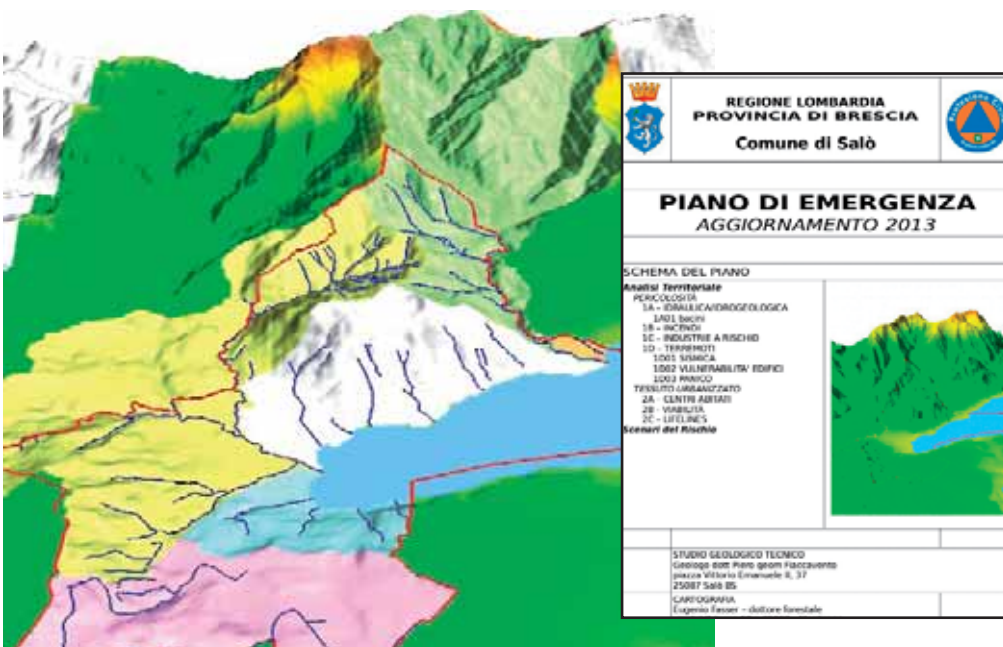 REGIONE LOMBARDIA
PROVINCIA DI BRESCIA
Comune di Salò
PIANO DI EMERGENZA
AGGIORNAMENTO 2013
SCHEMA DEL PIANO
Analisi Territoriale
PERICOLOSITÀ
1A - IDRAULICA/IDROGEOLOGICA
1A01 bacini
1B - INCENDI
1C - INDUSTRIE A RISCHIO
1D - TERREMOTI
1D01 SISMICA
1D02 VULNERABILITA' EDIFICI
1D03 PANICO
TESSUTO URBANIZZATO
2A - CENTRI ABITATI
2B - VIABILITÀ
2C - LIFELINES
Scenari del Rischio
STUDIO GEOLOGICO TECNICO
Geologo dott Piero geom Fiaccavento
piazza Vittorio Emanuele II, 37
25087 Salò BS
CARTOGRAFIA
Eugenio Fasser - dottore forestale